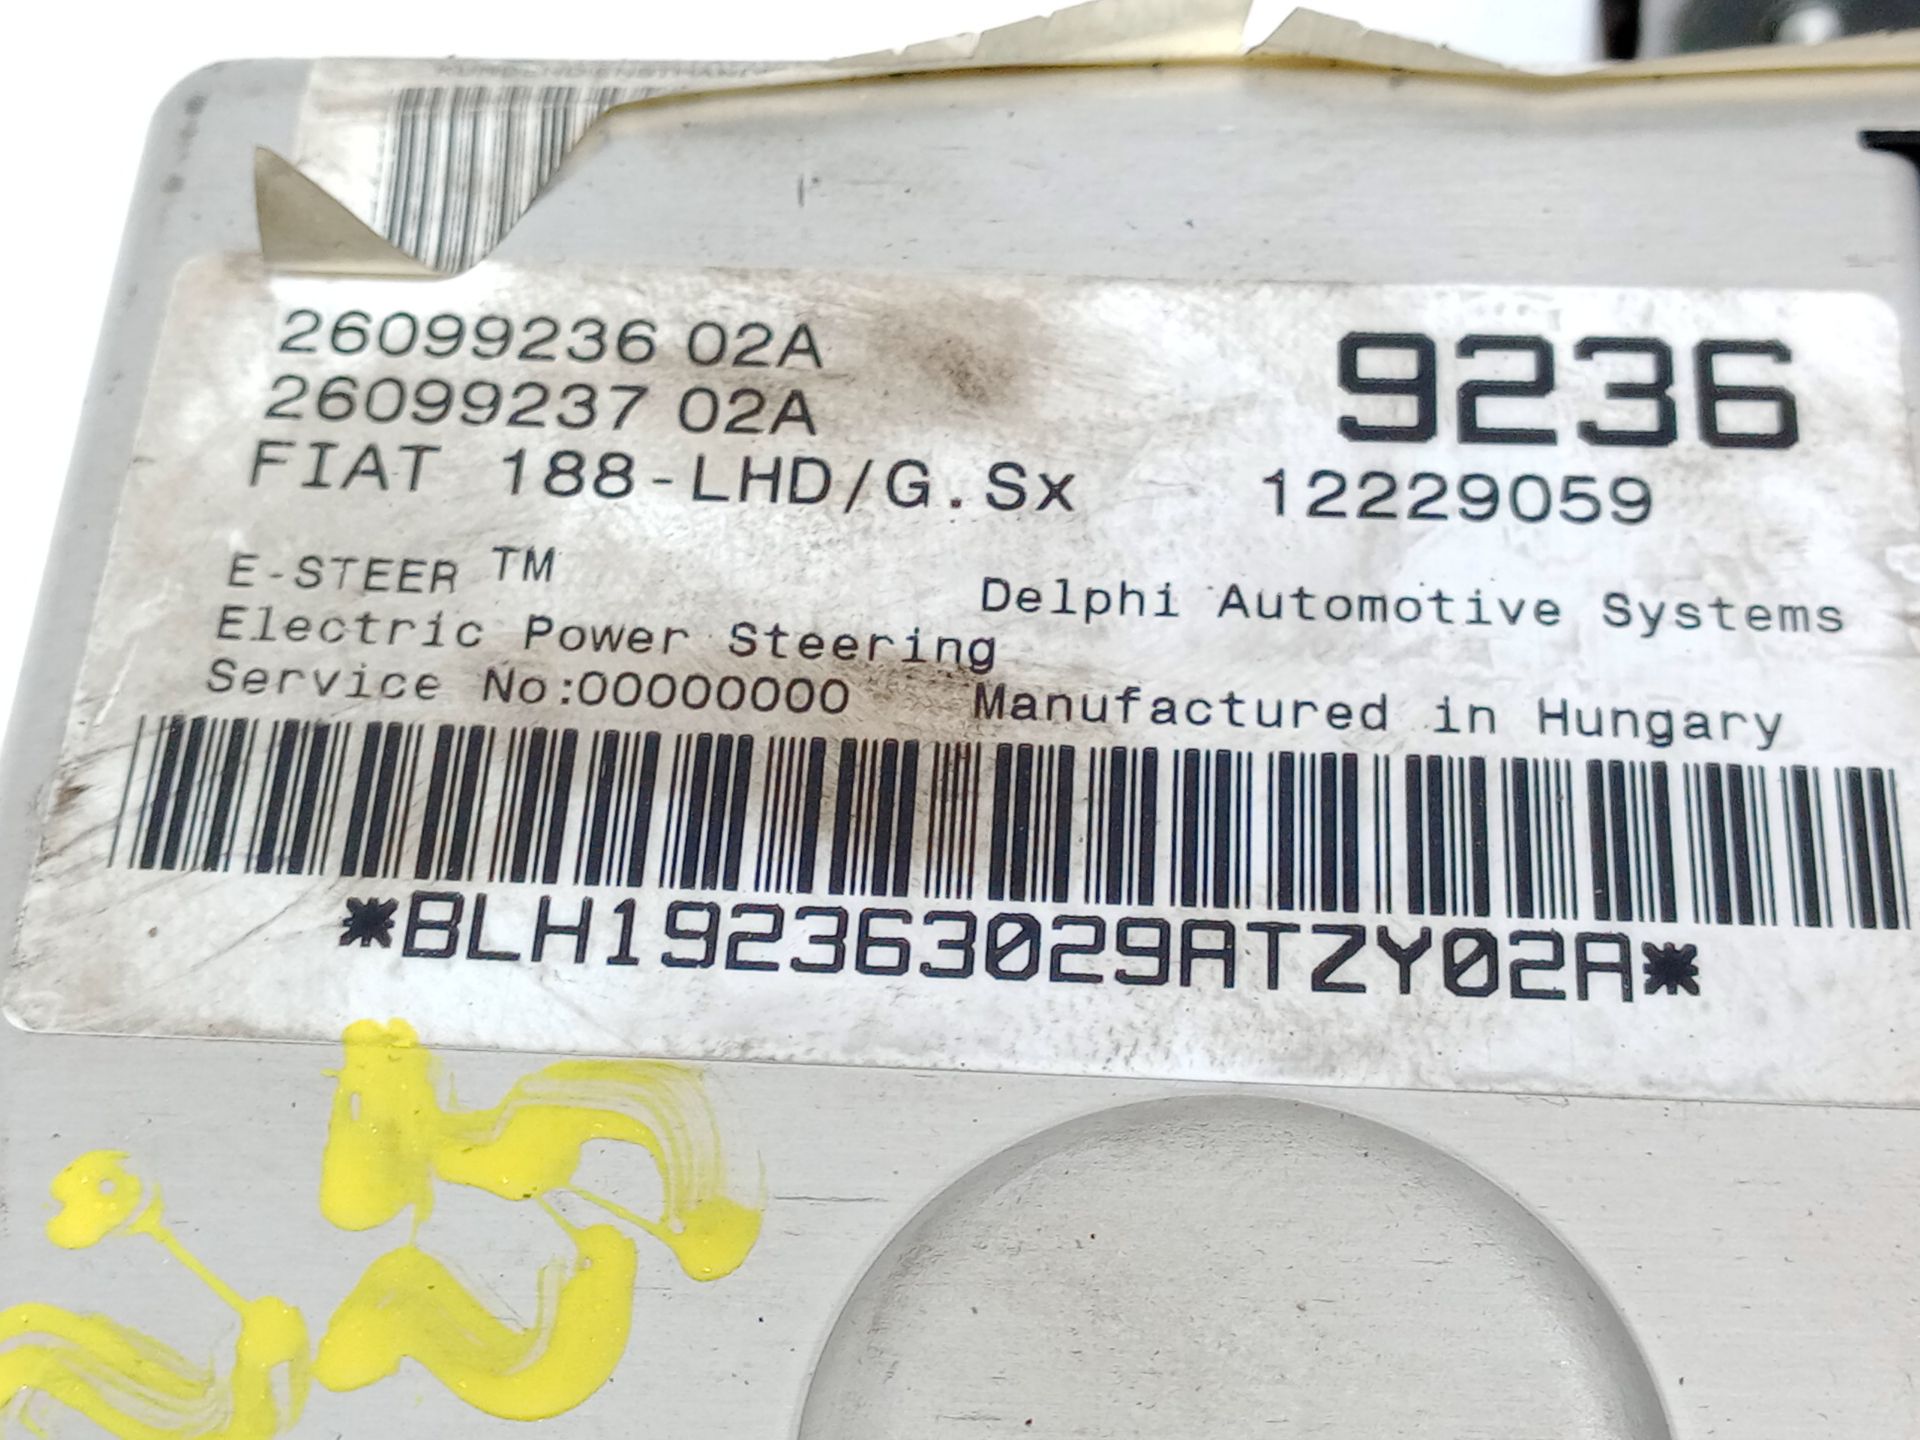 26099236 02A
9236
26099237 02A
FIAT 188-LHD/G.Sx
12229059
E-STEER TM
Delphi Automotive Systems
Electric Power Steering
Service No:00000000
Manufactured in Hungary
*BLH192363029ATZY02A*